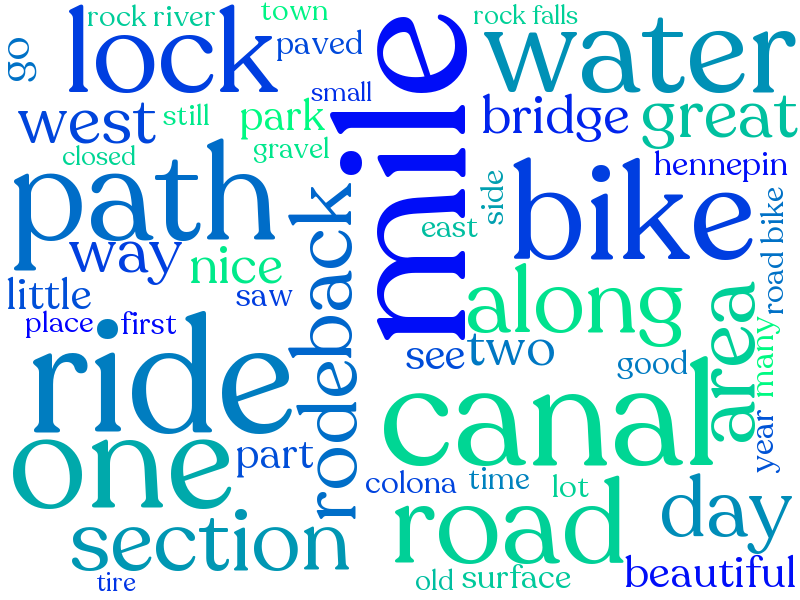 rock river
town
rock falls
go
lock
paved
mile
water
small
west
still
park
bridge
great
closed
gravel
path
hennepin
bike
side
road bike
east
back
way
nice
little
saw
along
area
place
first
many
see
two
good
ride
canal
one
part
rode
year
colona
time
lot
section
road
day
tire
old
surface
beautiful